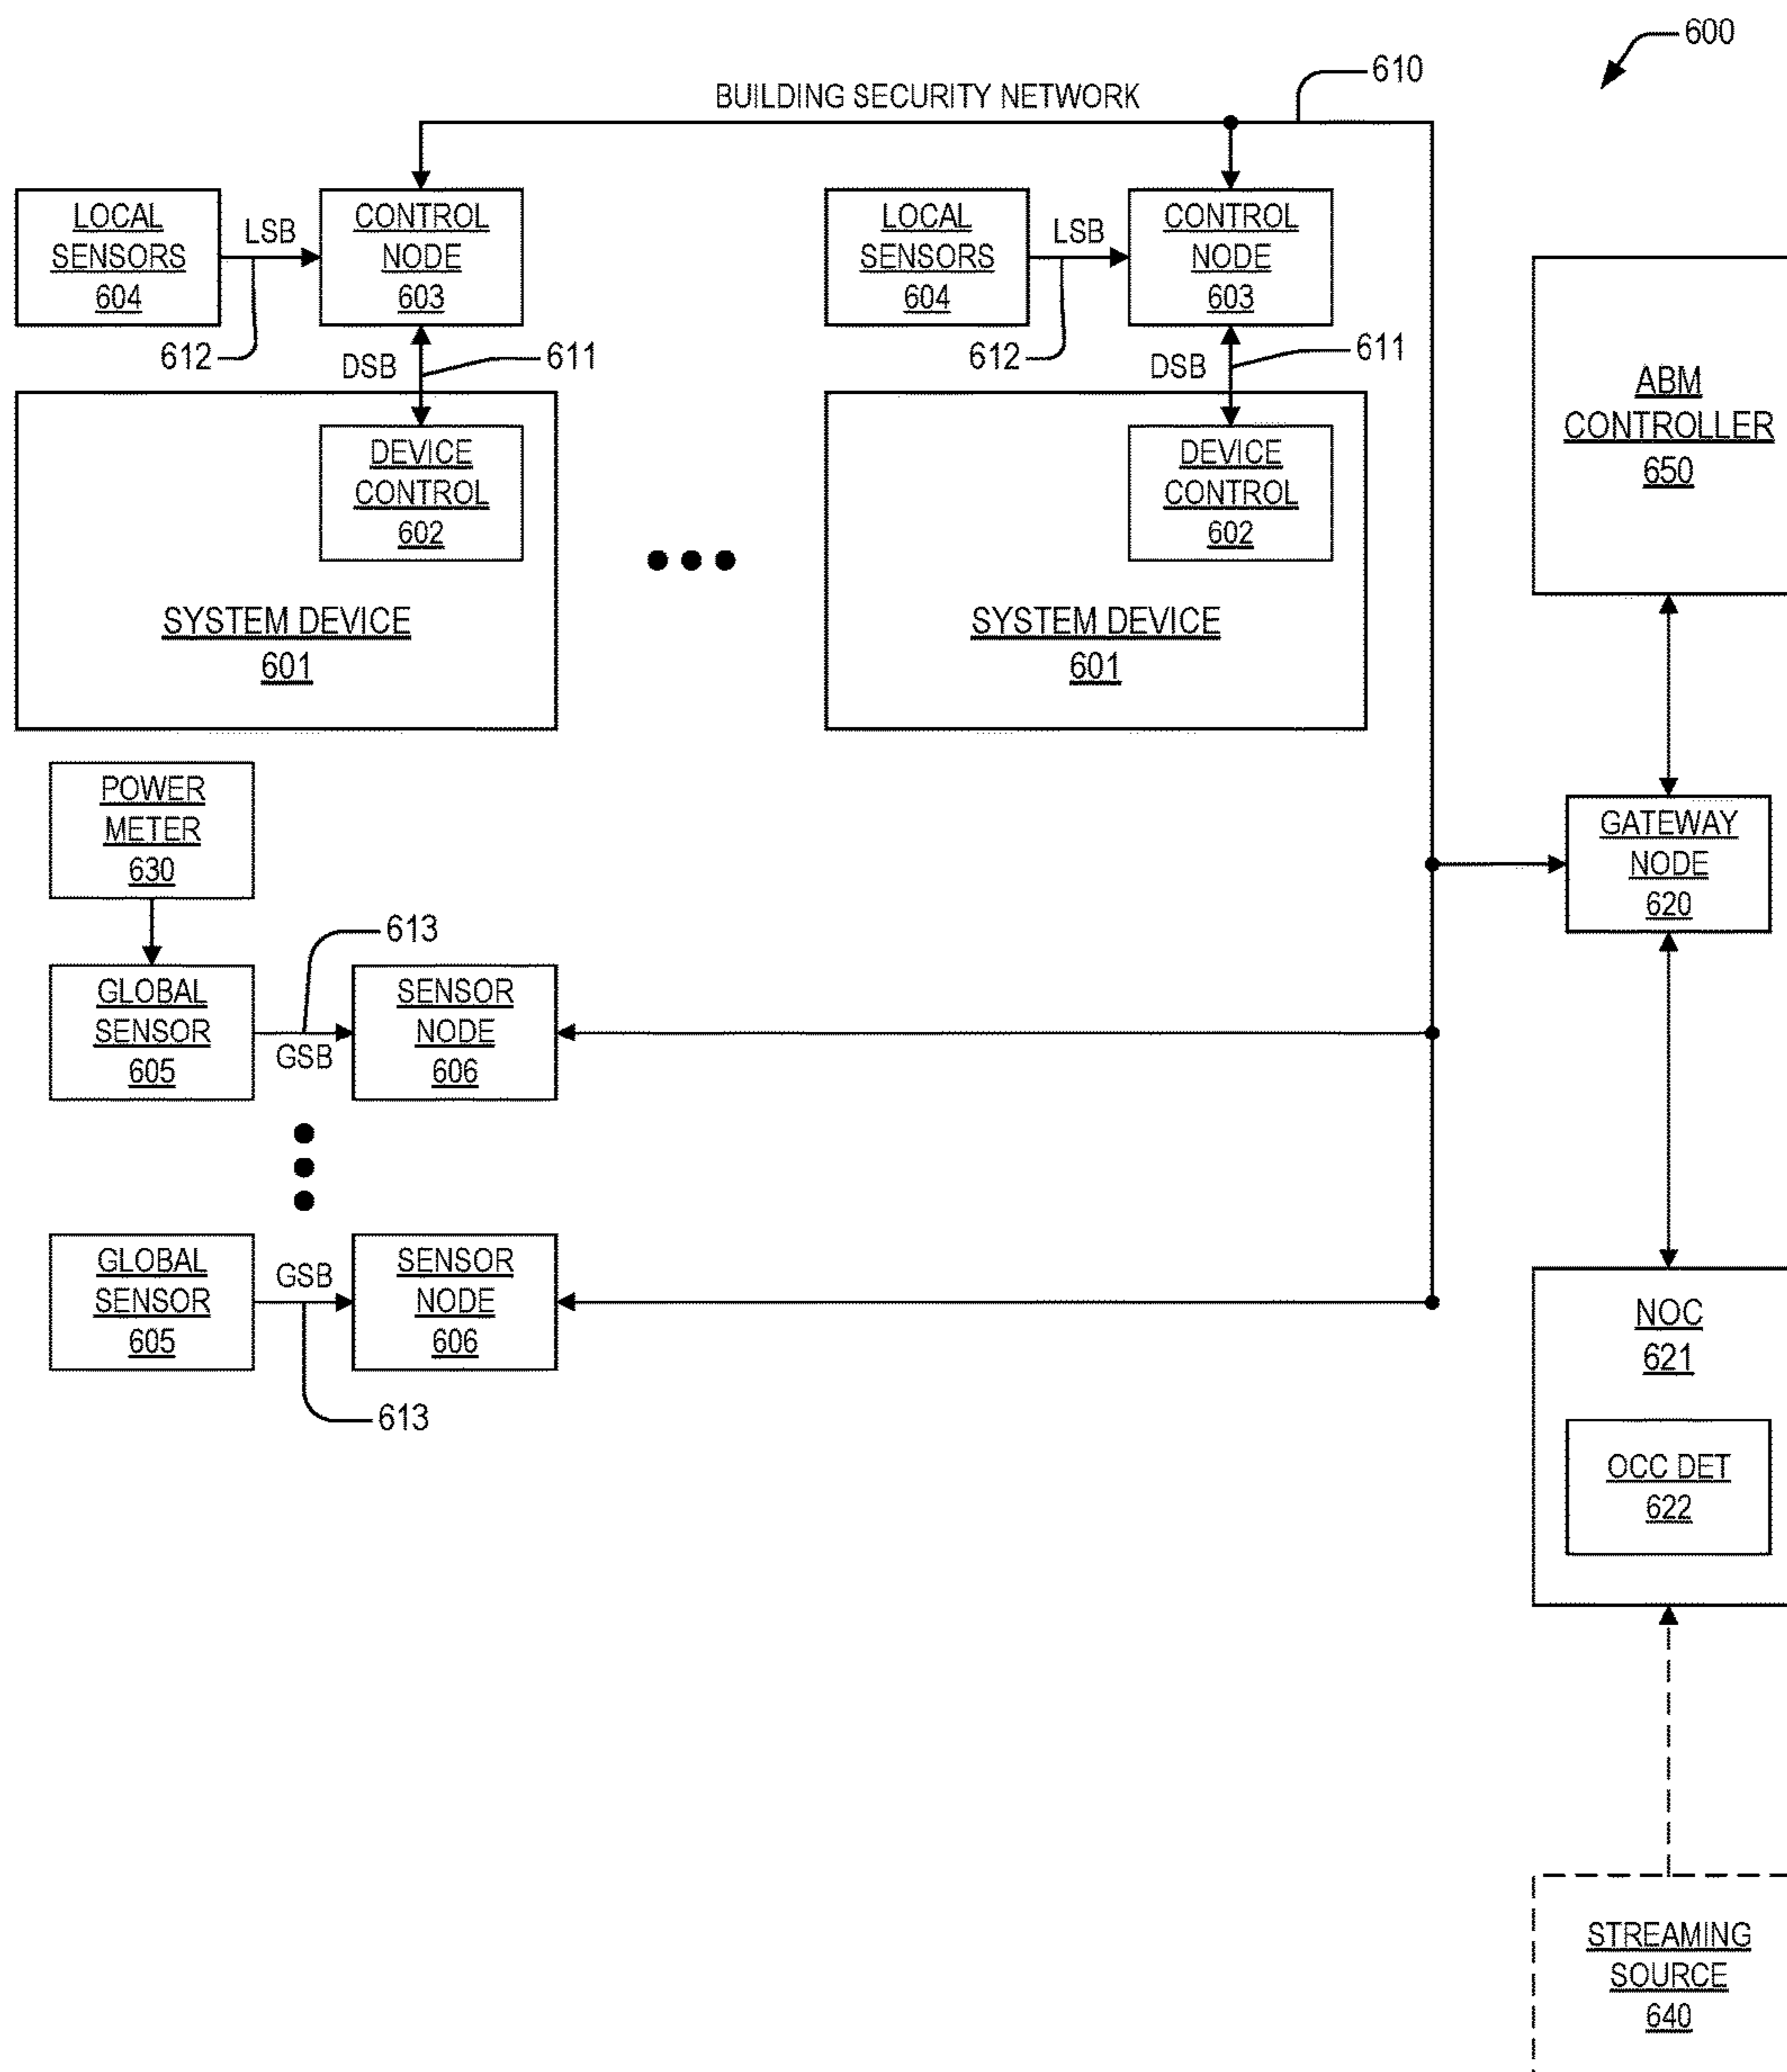 600
610
BUILDING SECURITY NETWORK
LOCAL
SENSORS
604
LSB
CONTROL
NODE
603
612
DSB
611
DEVICE
CONTROL
602
SYSTEM DEVICE
601
LOCAL
SENSORS
604
LSB
CONTROL
NODE
603
612
DSB
611
DEVICE
CONTROL
602
SYSTEM DEVICE
601
ABM
CONTROLLER
650
POWER
METER
630
GATEWAY
NODE
620
613
GLOBAL
SENSOR
605
GSB
SENSOR
NODE
606
GLOBAL
SENSOR
605
GSB
SENSOR
NODE
606
613
NOC
621
OCC DET
622
STREAMING
SOURCE
640